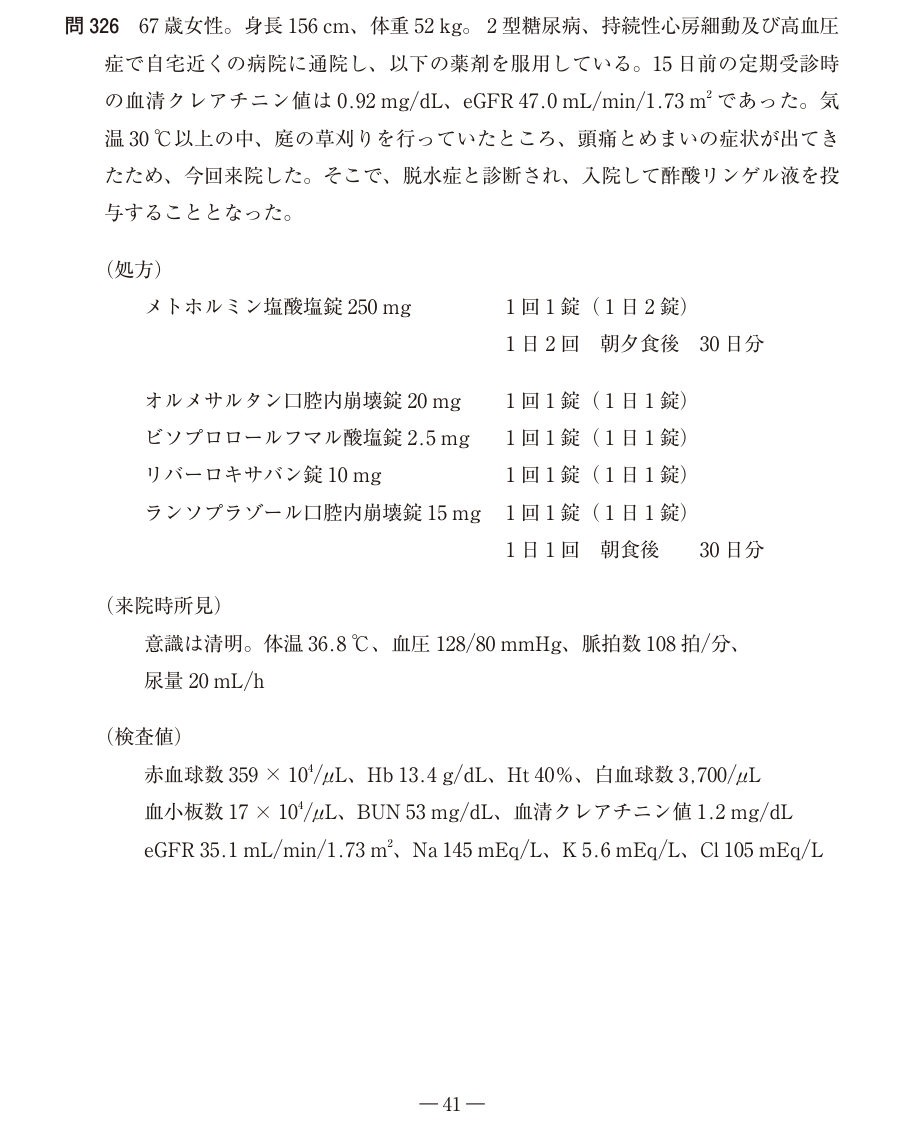 問 326 67 歳女性。身長 156 cm、体重 52 kg。2 型糖尿病、持続性心房細動及び高血圧
症で自宅近くの病院に通院し、以下の薬剤を服用している。15 日前の定期受診時
の血清クレアチニン値は 0.92 mg/dL、eGFR 47.0 mL/min/1.73 m² であった。気
温 30 ℃以上の中、庭の草刈りを行っていたところ、頭痛とめまいの症状が出てき
たため、今回来院した。そこで、脱水症と診断され、入院して酢酸リンゲル液を投
与することとなった。
（処方）
メトホルミン塩酸塩錠 250 mg 1 回 1 錠（1 日 2 錠）
1 日 2 回 朝夕食後 30 日分
オルメサルタン口腔内崩壊錠 20 mg 1 回 1 錠（1 日 1 錠）
ビソプロロールフマル酸塩錠 2.5 mg 1 回 1 錠（1 日 1 錠）
リバーロキサバン錠 10 mg 1 回 1 錠（1 日 1 錠）
ランソプラゾール口腔内崩壊錠 15 mg 1 回 1 錠（1 日 1 錠）
1 日 1 回 朝食後 30 日分
（来院時所見）
意識は清明。体温 36.8 ℃、血圧 128/80 mmHg、脈拍数 108 拍/分、
尿量 20 mL/h
（検査値）
赤血球数 359 × 10⁴/μL、Hb 13.4 g/dL、Ht 40%、白血球数 3,700/μL
血小板数 17 × 10⁴/μL、BUN 53 mg/dL、血清クレアチニン値 1.2 mg/dL
eGFR 35.1 mL/min/1.73 m²、Na 145 mEq/L、K 5.6 mEq/L、Cl 105 mEq/L
― 41 ―